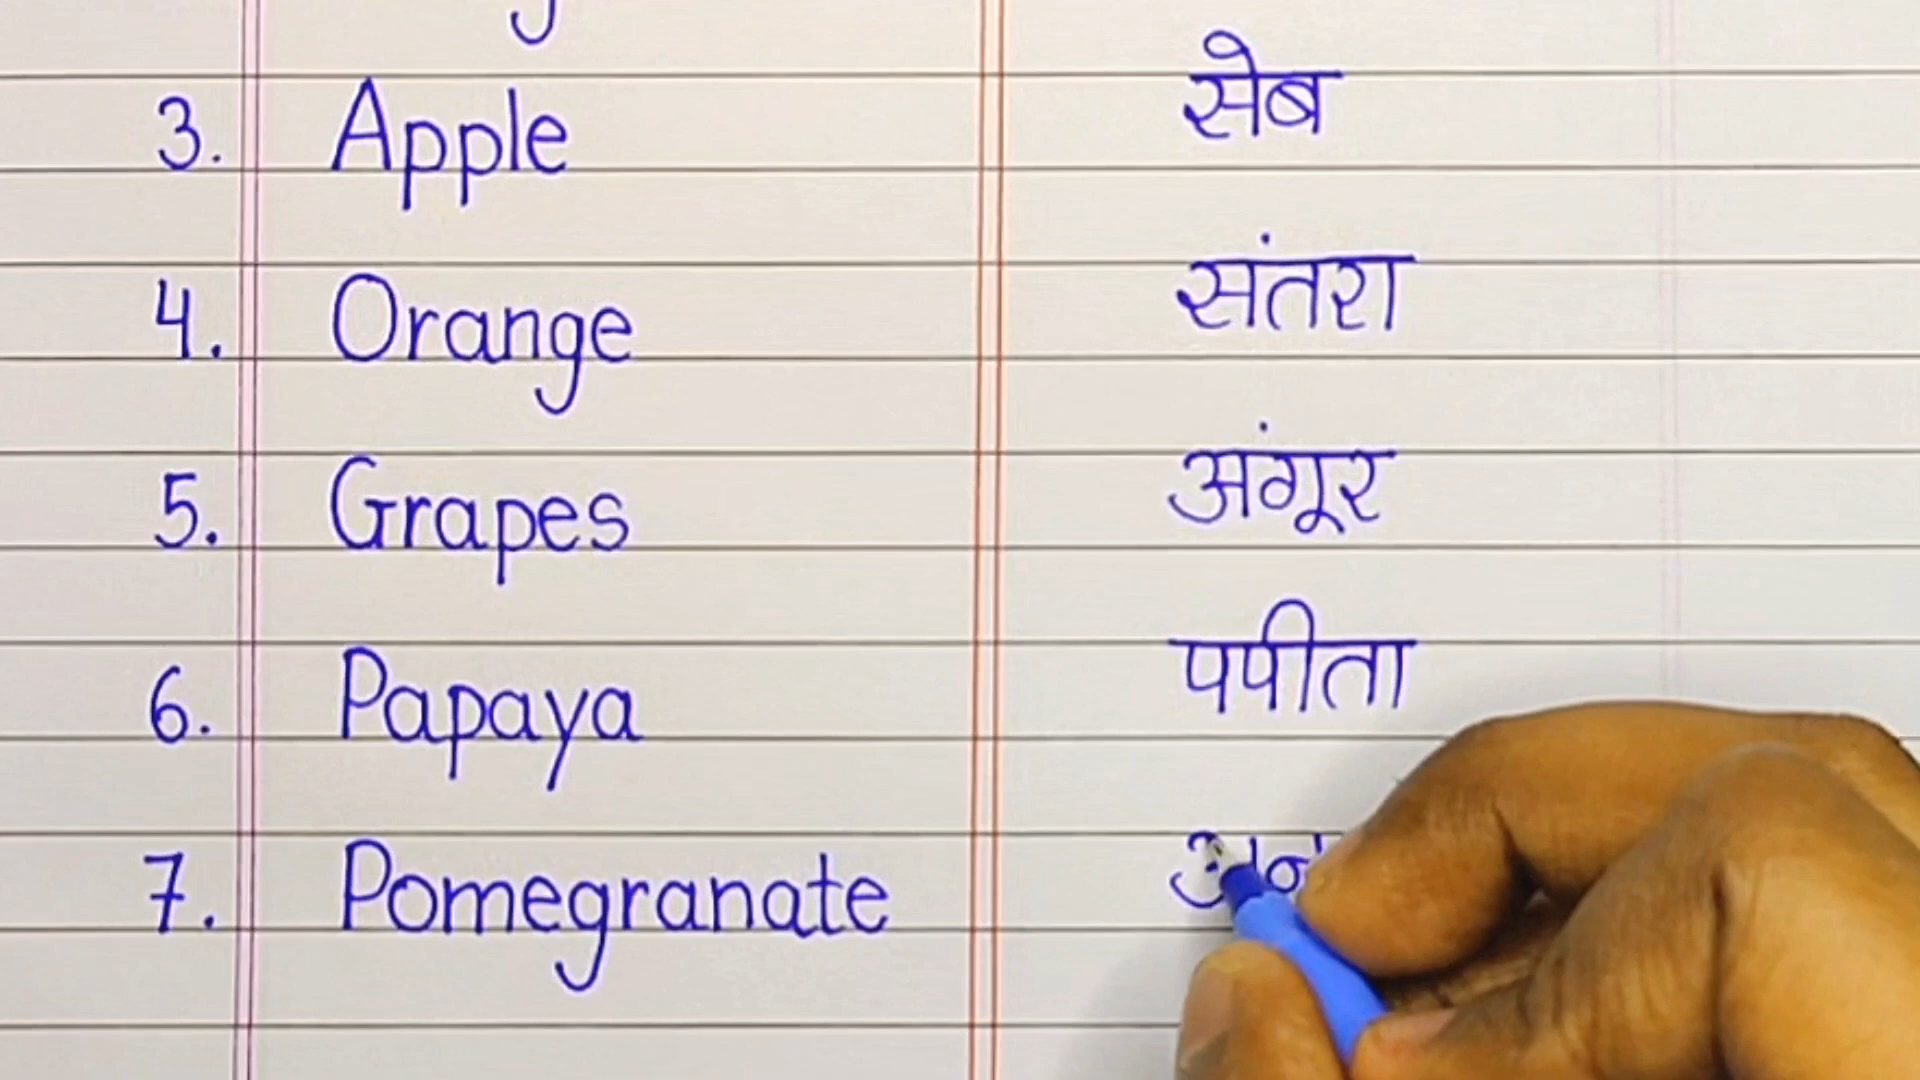 3. Apple सेब
4. Orange संतरा
5. Grapes अंगूर
6. Papaya पपीता
7. Pomegranate